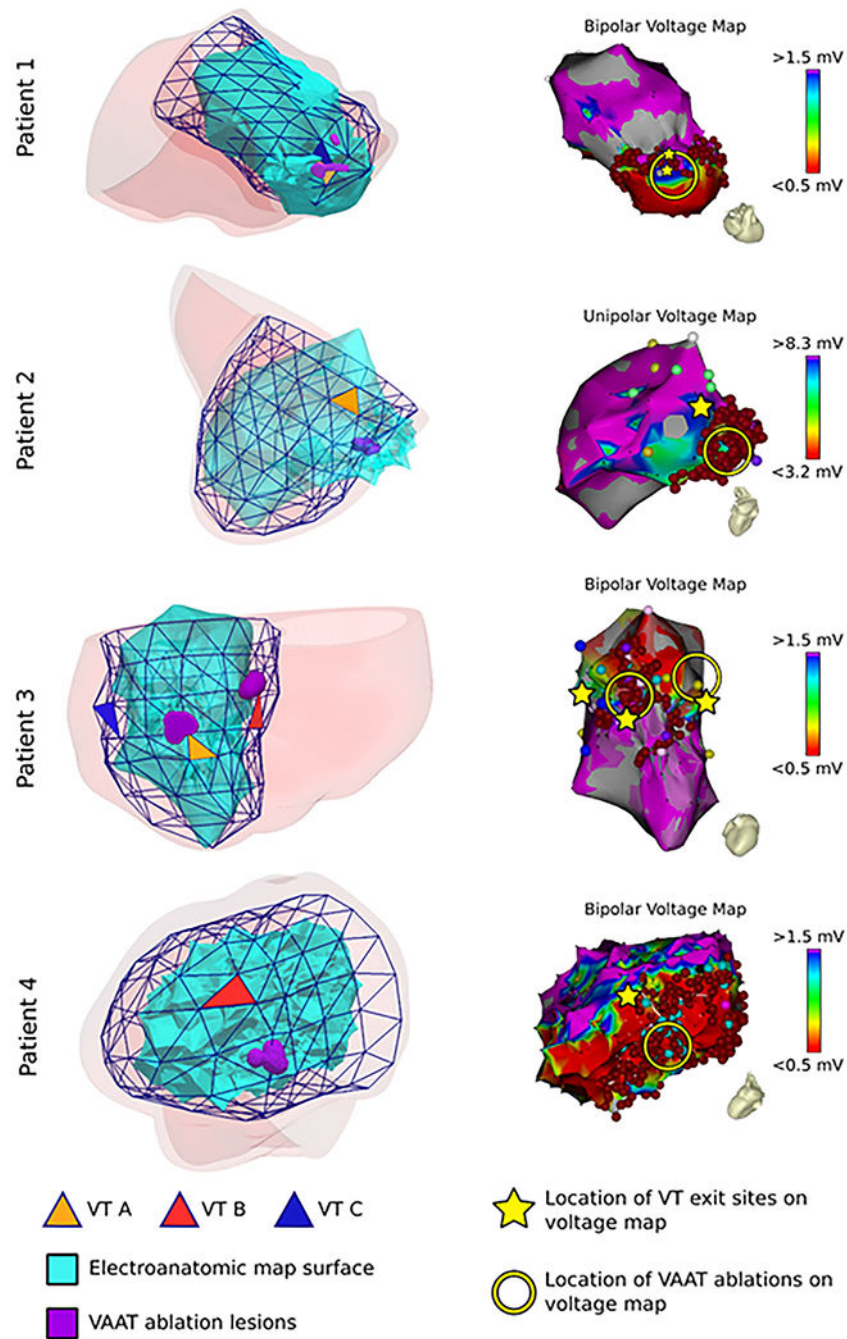 Patient 1
Bipolar Voltage Map
>1.5 mV
<0.5 mV
Patient 2
Unipolar Voltage Map
>8.3 mV
<3.2 mV
Patient 3
Bipolar Voltage Map
>1.5 mV
<0.5 mV
Patient 4
Bipolar Voltage Map
>1.5 mV
<0.5 mV
VT A
VT B
VT C
Electroanatomic map surface
VAAT ablation lesions
Location of VT exit sites on
voltage map
Location of VAAT ablations on
voltage map